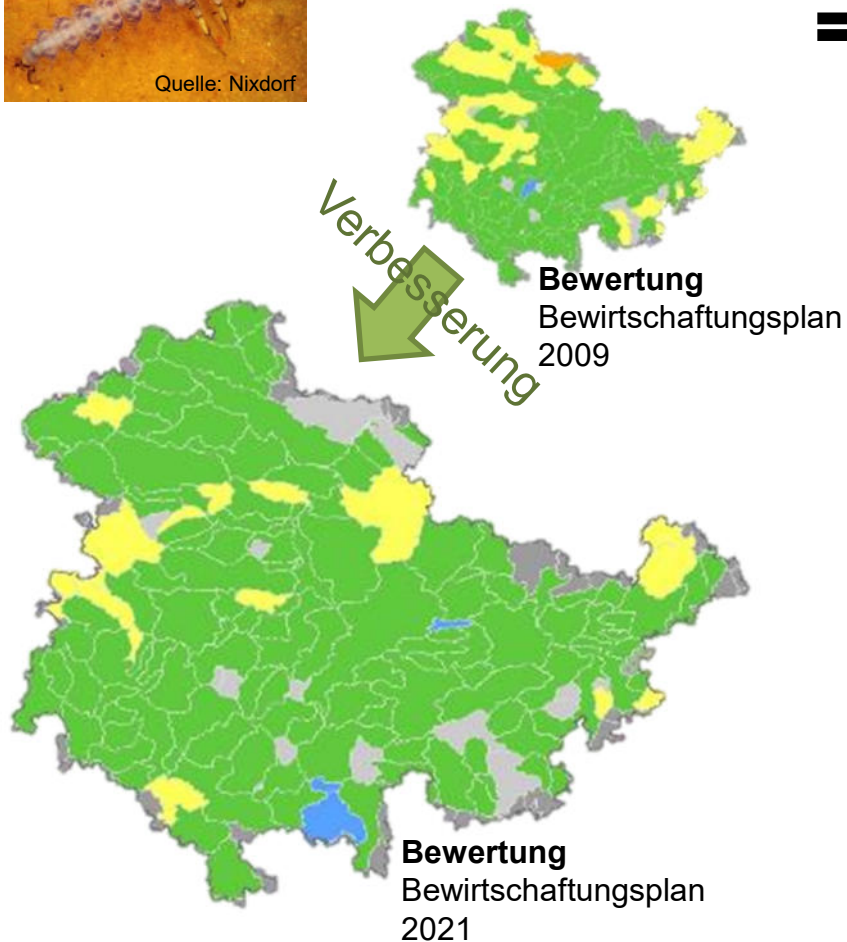 Quelle: Nixdorf
=
Verbesserung
Bewertung
Bewirtschaftungsplan
2009
Bewertung
Bewirtschaftungsplan
2021